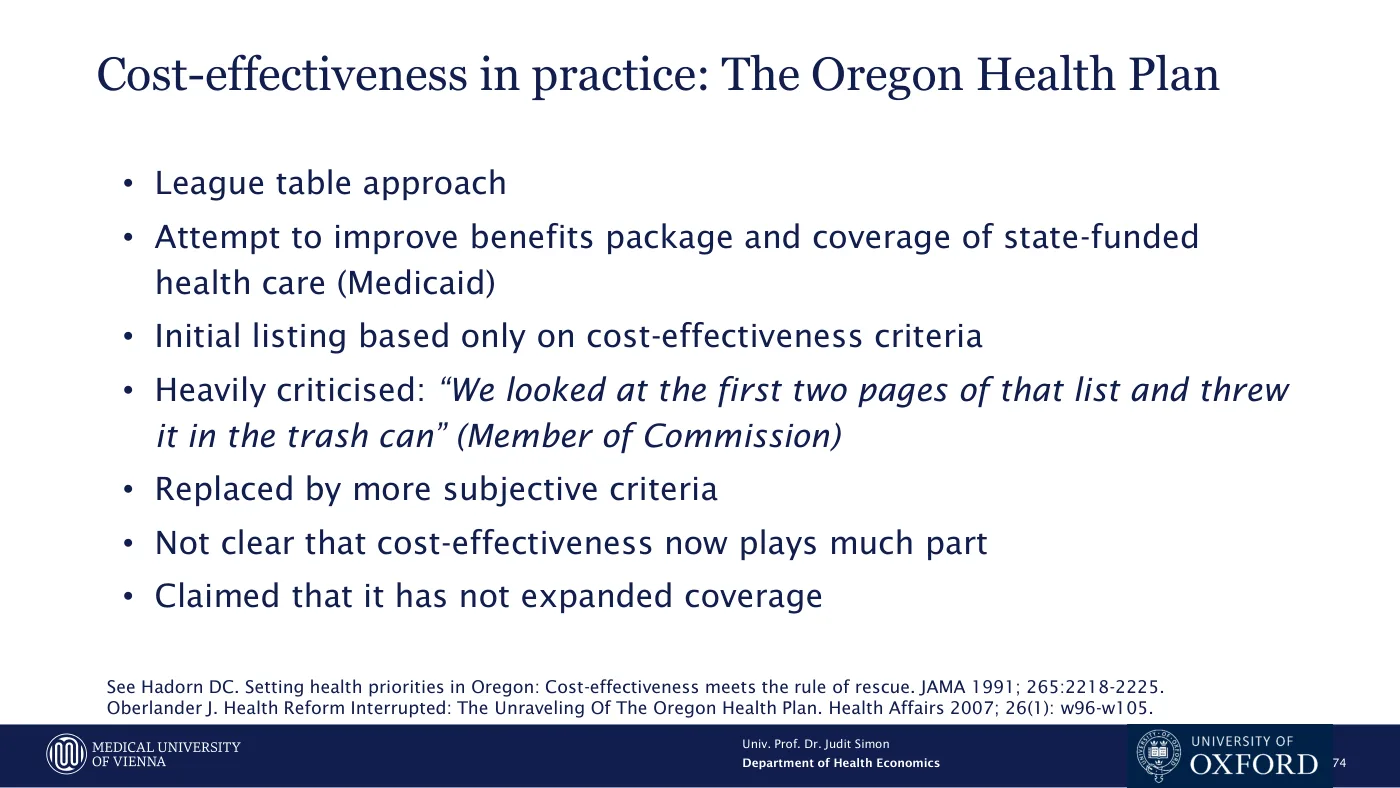 Cost-effectiveness in practice: The Oregon Health Plan
• League table approach
• Attempt to improve benefits package and coverage of state-funded
health care (Medicaid)
• Initial listing based only on cost-effectiveness criteria
• Heavily criticised: “We looked at the first two pages of that list and threw
it in the trash can” (Member of Commission)
• Replaced by more subjective criteria
• Not clear that cost-effectiveness now plays much part
• Claimed that it has not expanded coverage
See Hadorn DC. Setting health priorities in Oregon: Cost-effectiveness meets the rule of rescue. JAMA 1991; 265:2218-2225.
Oberlander J. Health Reform Interrupted: The Unraveling Of The Oregon Health Plan. Health Affairs 2007; 26(1): w96-w105.
MEDICAL UNIVERSITY
OF VIENNA
Univ. Prof. Dr. Judit Simon
Department of Health Economics
UNIVERSITY OF
OXFORD
74